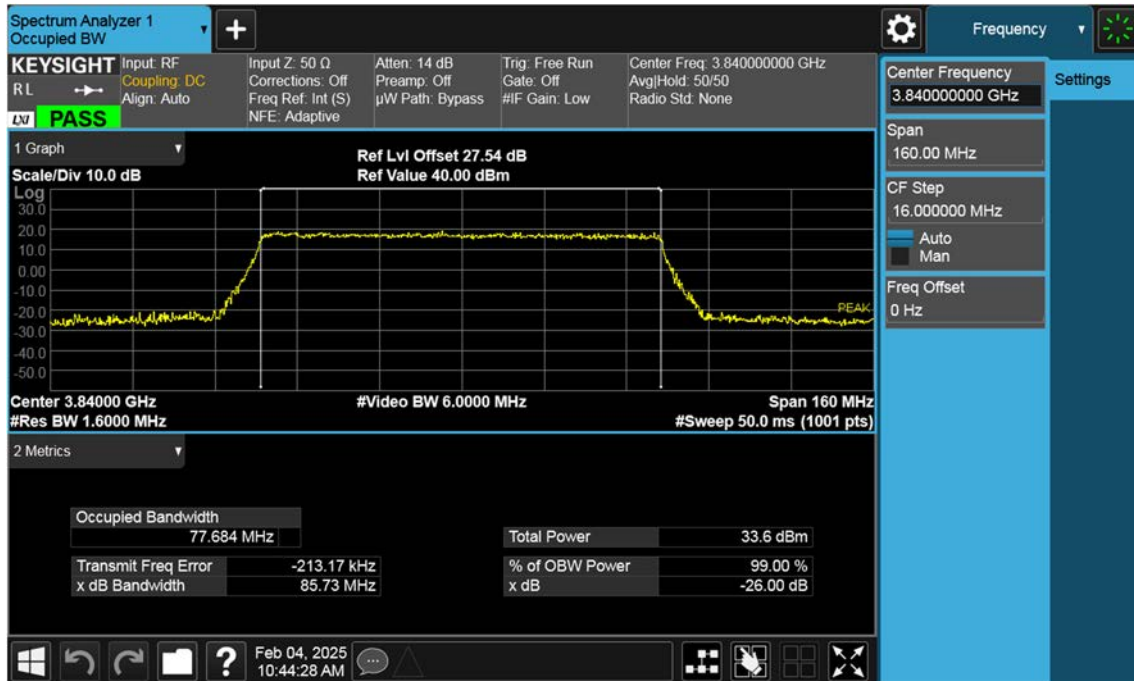 Spectrum Analyzer 1
Occupied BW
+
Frequency
KEYSIGHT
RL
LXI
PASS
Input: RF
Coupling: DC
Align: Auto
Input Z: 50 Ω
Corrections: Off
Freq Ref: Int (S)
NFE: Adaptive
Atten: 14 dB
Preamp: Off
µW Path: Bypass
Trig: Free Run
Gate: Off
#IF Gain: Low
Center Freq: 3.840000000 GHz
Avg|Hold: 50/50
Radio Std: None
Center Frequency
3.840000000 GHz
Settings
Span
160.00 MHz
CF Step
16.000000 MHz
Auto
Man
Freq Offset
0 Hz
1 Graph
Scale/Div 10.0 dB
Ref Lvl Offset 27.54 dB
Ref Value 40.00 dBm
Log
30.0
20.0
10.0
0.00
-10.0
-20.0
-30.0
-40.0
-50.0
PEAK
Center 3.84000 GHz
#Video BW 6.0000 MHz
Span 160 MHz
#Res BW 1.6000 MHz
#Sweep 50.0 ms (1001 pts)
2 Metrics
Occupied Bandwidth
77.684 MHz
Total Power 33.6 dBm
Transmit Freq Error -213.17 kHz
% of OBW Power 99.00 %
x dB Bandwidth 85.73 MHz
x dB -26.00 dB
?
Feb 04, 2025
10:44:28 AM